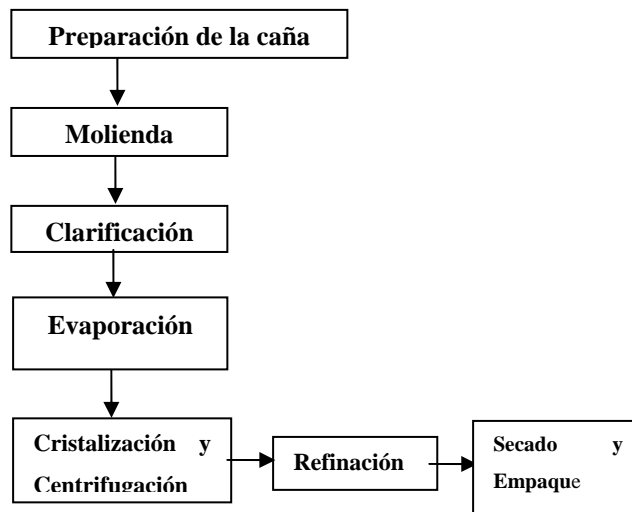 Preparación de la caña
Molienda
Clarificación
Evaporación
Cristalización y
Centrifugación
Refinación
Secado y
Empaque